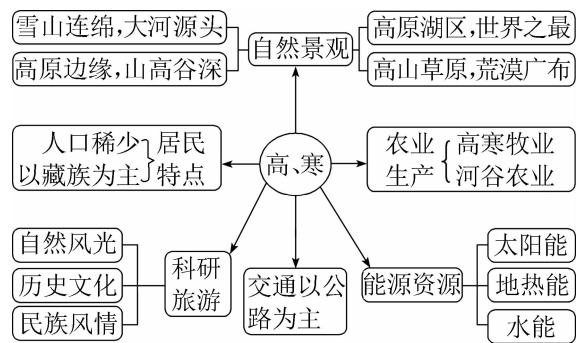 雪山连绵,大河源头
高原边缘,山高谷深
自然景观
高原湖区,世界之最
高山草原,荒漠广布
人口稀少
以藏族为主
居民
特点
高、寒
农业
生产
高寒牧业
河谷农业
自然风光
历史文化
民族风情
科研
旅游
交通以公
路为主
能源资源
太阳能
地热能
水能